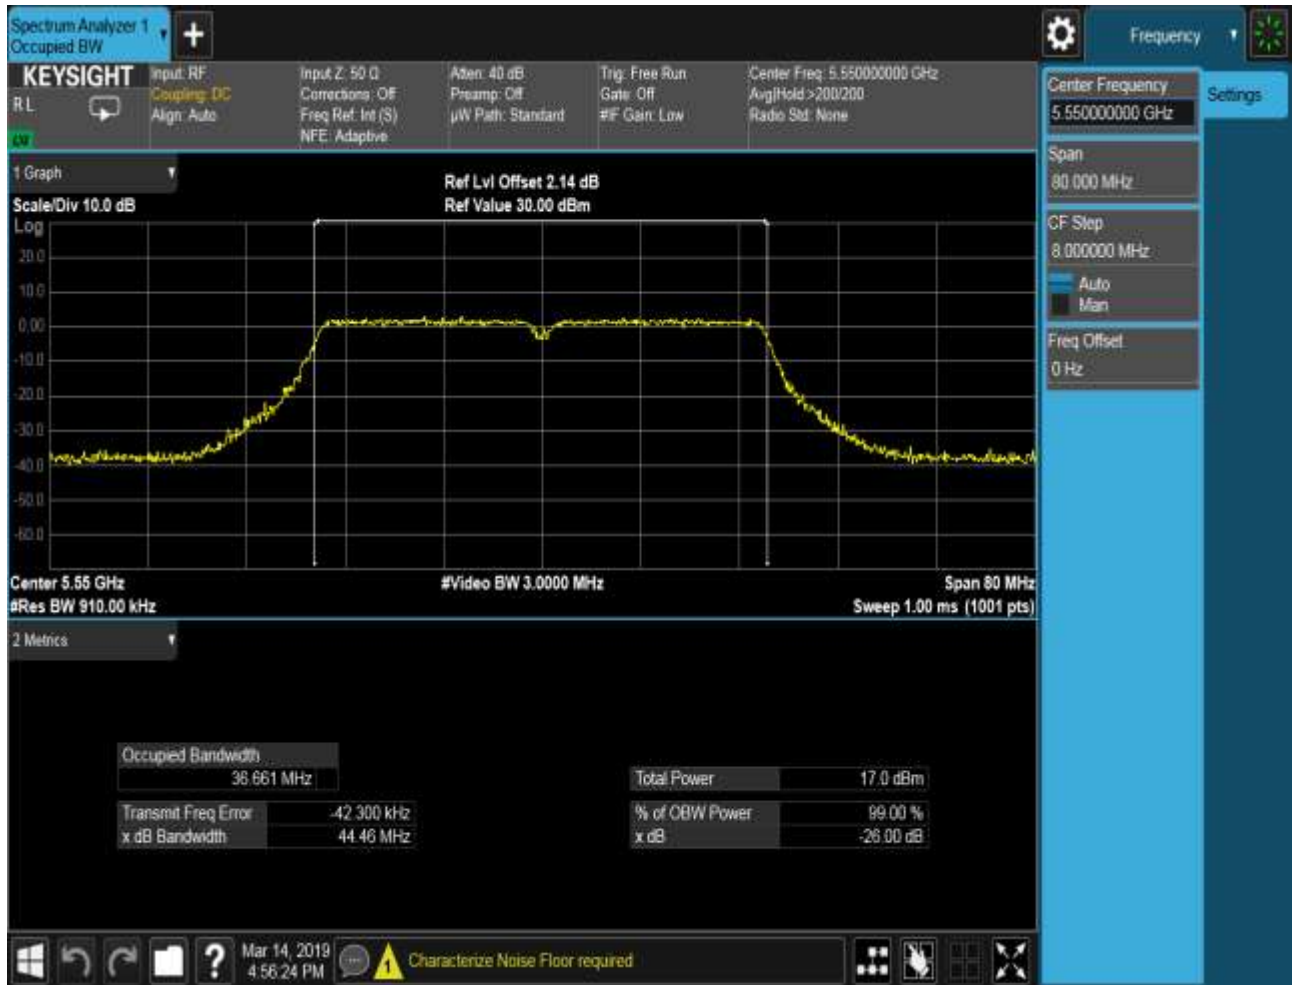 Spectrum Analyzer 1
Occupied BW
Frequency
KEYSIGHT
R L
Input: RF
Coupling: DC
Align: Auto
Input Z: 50 Ω
Corrections: Off
Freq Ref: Int (S)
NFE: Adaptive
Atten: 40 dB
Preamp: Off
µW Path: Standard
Trig: Free Run
Gate: Off
#IF Gain: Low
Center Freq: 5.550000000 GHz
Avg|Hold:>200/200
Radio Std: None
Center Frequency
5.550000000 GHz
Settings
Span
80.000 MHz
CF Step
8.000000 MHz
Auto
Man
Freq Offset
0 Hz
1 Graph
Scale/Div 10.0 dB
Ref Lvl Offset 2.14 dB
Ref Value 30.00 dBm
Log
20.0
10.0
0.00
-10.0
-20.0
-30.0
-40.0
-50.0
-60.0
Center 5.55 GHz
#Video BW 3.0000 MHz
Span 80 MHz
#Res BW 910.00 kHz
Sweep 1.00 ms (1001 pts)
2 Metrics
Occupied Bandwidth
36.661 MHz
Total Power 17.0 dBm
Transmit Freq Error -42.300 kHz
% of OBW Power 99.00 %
x dB Bandwidth 44.46 MHz
x dB -26.00 dB
Mar 14, 2019
4:56:24 PM
1
Characterize Noise Floor required